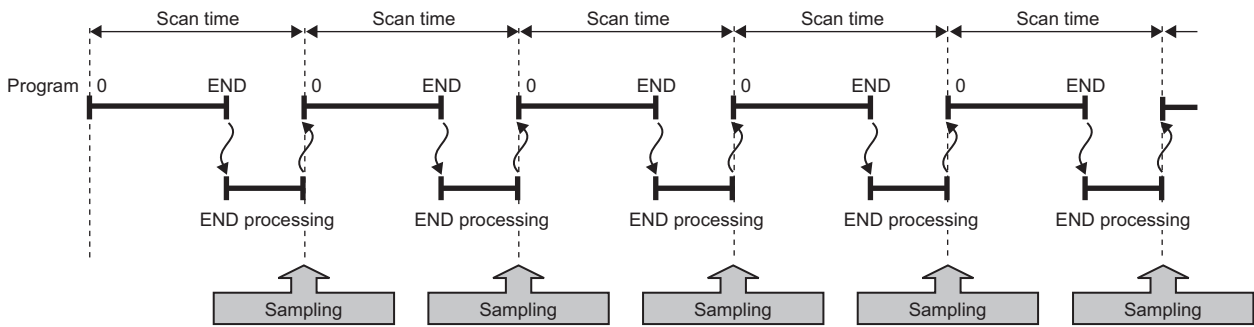 Scan time Scan time Scan time Scan time Scan time
Program 0 END 0 END 0 END 0 END 0 END
END processing END processing END processing END processing END processing
Sampling Sampling Sampling Sampling Sampling